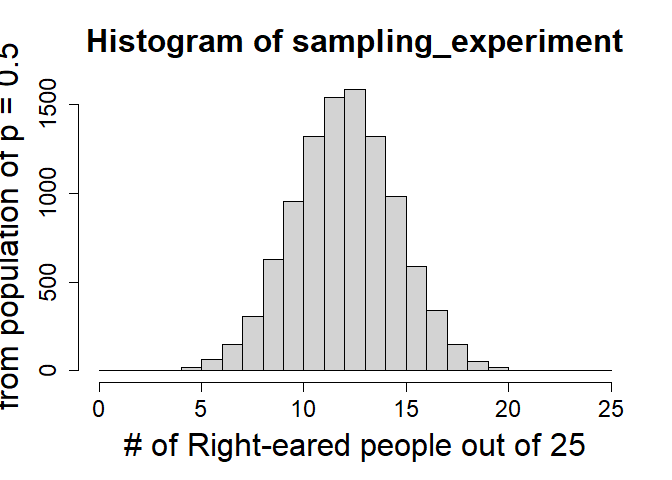 Histogram of sampling_experiment
from population of p = 0.5
1500
1000
500
0
0 5 10 15 20 25
# of Right-eared people out of 25